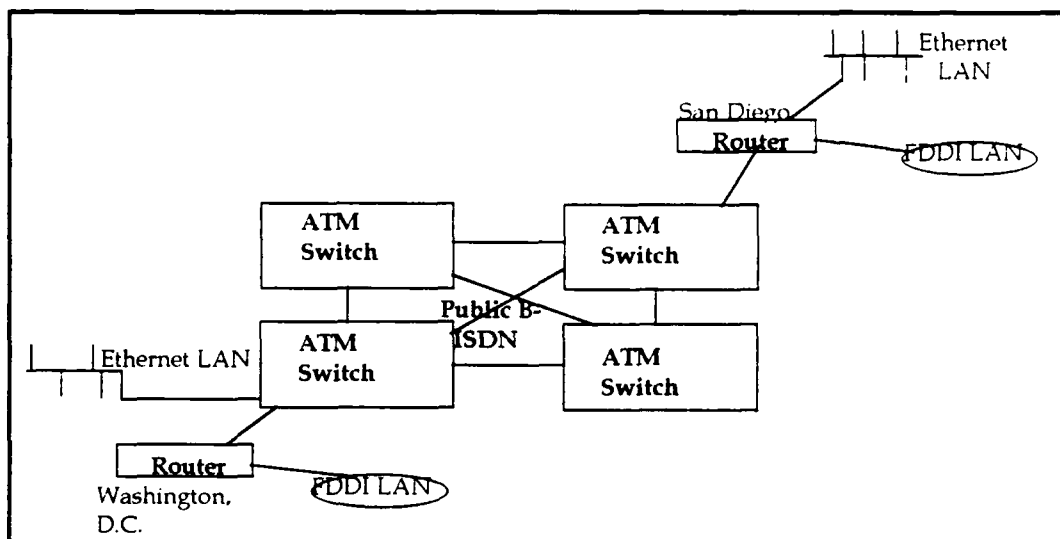 Ethernet
LAN
San Diego
Router
FDDI LAN
ATM
Switch
ATM
Switch
Public B-
ISDN
ATM
Switch
ATM
Switch
Ethernet LAN
Router
FDDI LAN
Washington,
D.C.